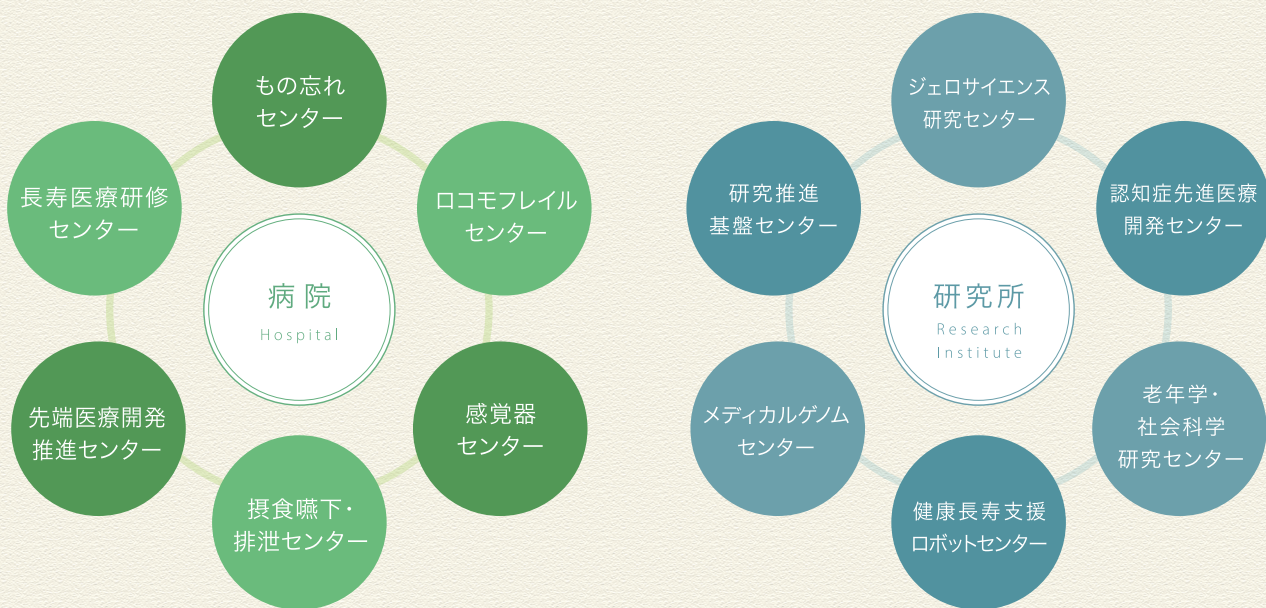 もの忘れ
センター
ロコモフレイル
センター
感覚器
センター
摂食嚥下・
排泄センター
先端医療開発
推進センター
長寿医療研修
センター
病院
Hospital
ジェロサイエンス
研究センター
認知症先進医療
開発センター
老年学・
社会科学
研究センター
健康長寿支援
ロボットセンター
メディカルゲノム
センター
研究推進
基盤センター
研究所
Research
Institute